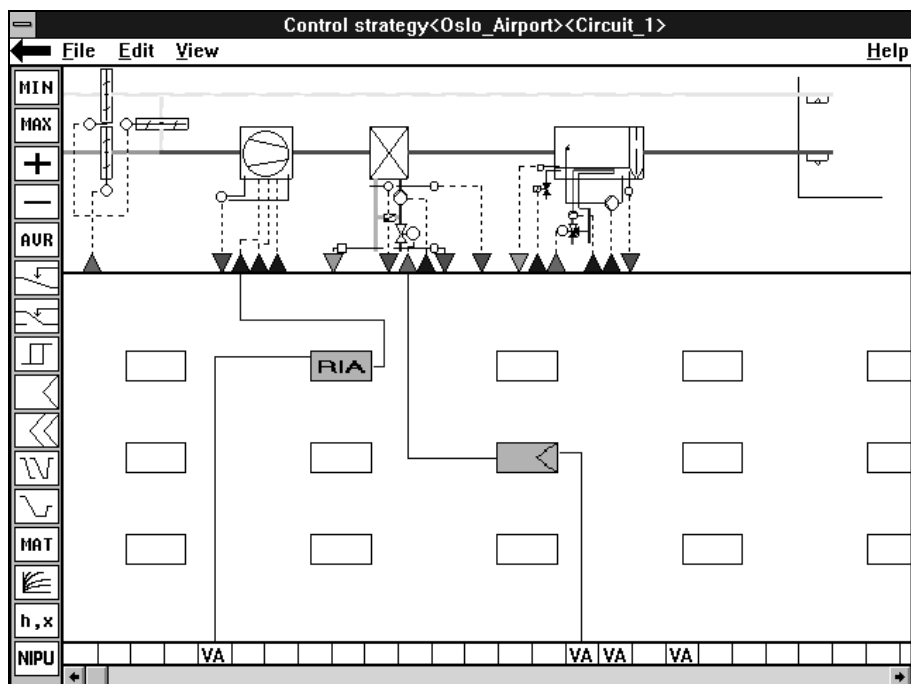 Control strategy<Oslo_Airport><Circuit_1>
File Edit View Help
MIN
MAX
+
−
AVR
RIA
MAT
h,x
NIPU
VA VA VA VA